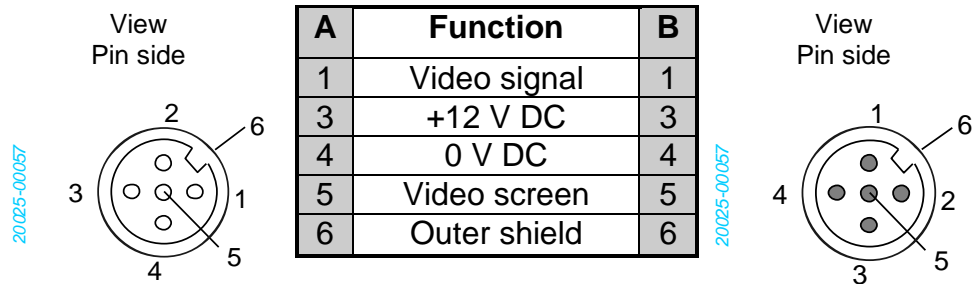 View
Pin side
2
6
3
1
5
4
20025-00057
A Function B
1 Video signal 1
3 +12 V DC 3
4 0 V DC 4
5 Video screen 5
6 Outer shield 6
20025-00057
View
Pin side
1
6
4
2
5
3